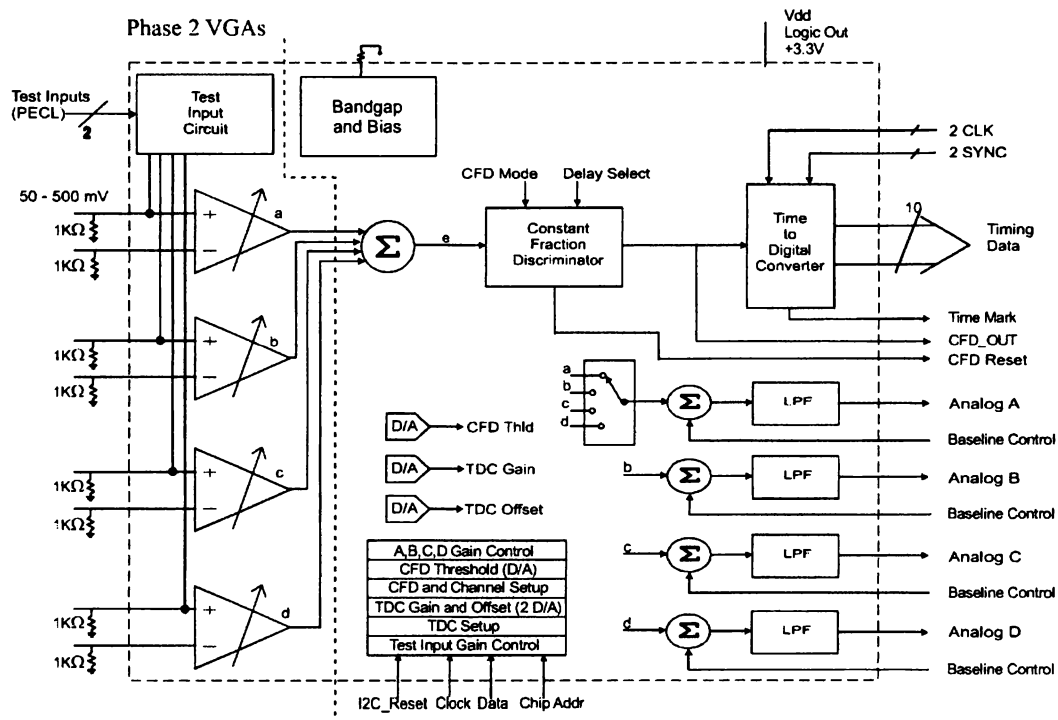 Phase 2 VGAs
Vdd
Logic Out
+3.3V
Test Inputs
(PECL)
2
Test
Input
Circuit
Bandgap
and Bias
2 CLK
2 SYNC
CFD Mode
Delay Select
50 - 500 mV
1KΩ
1KΩ
+
−
a
Σ
e
Constant
Fraction
Discriminator
Time
to
Digital
Converter
10
Timing
Data
Time Mark
CFD_OUT
CFD Reset
1KΩ
1KΩ
+
−
b
a
b
c
d
Σ
LPF
Analog A
Baseline Control
D/A
CFD Thld
D/A
TDC Gain
D/A
TDC Offset
1KΩ
1KΩ
+
−
c
b
Σ
LPF
Analog B
Baseline Control
c
Σ
LPF
Analog C
Baseline Control
A,B,C,D Gain Control
CFD Threshold (D/A)
CFD and Channel Setup
TDC Gain and Offset (2 D/A)
TDC Setup
Test Input Gain Control
1KΩ
1KΩ
+
−
d
d
Σ
LPF
Analog D
Baseline Control
I2C_Reset
Clock
Data
Chip Addr